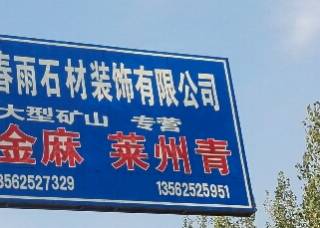 春雨石材装饰有限公司
大型矿山 专营
金麻 莱州青
13562527329 13562525951